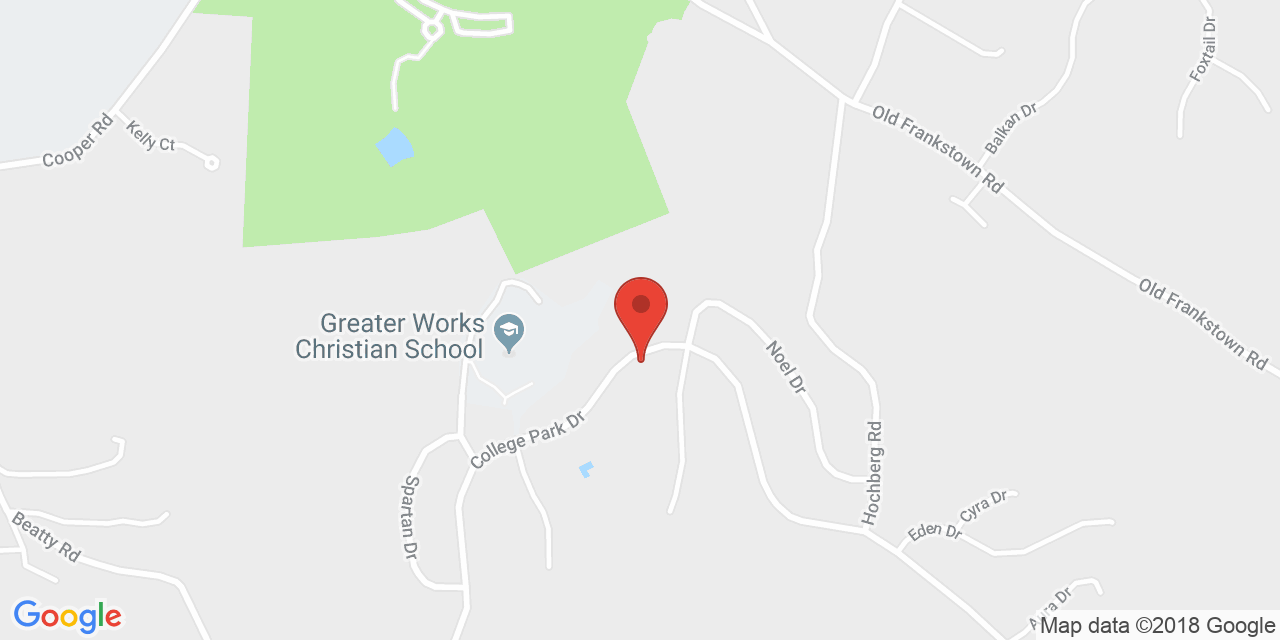 Foxtail Dr
Old Frankstown Rd
Balkan Dr
Cooper Rd
Kelly Ct
Old Frankstown Rd
Greater Works
Christian School
Noel Dr
College Park Dr
Hochberg Rd
Spartan Dr
Cyra Dr
Eden Dr
Beatty Rd
Google
Map data ©2018 Google